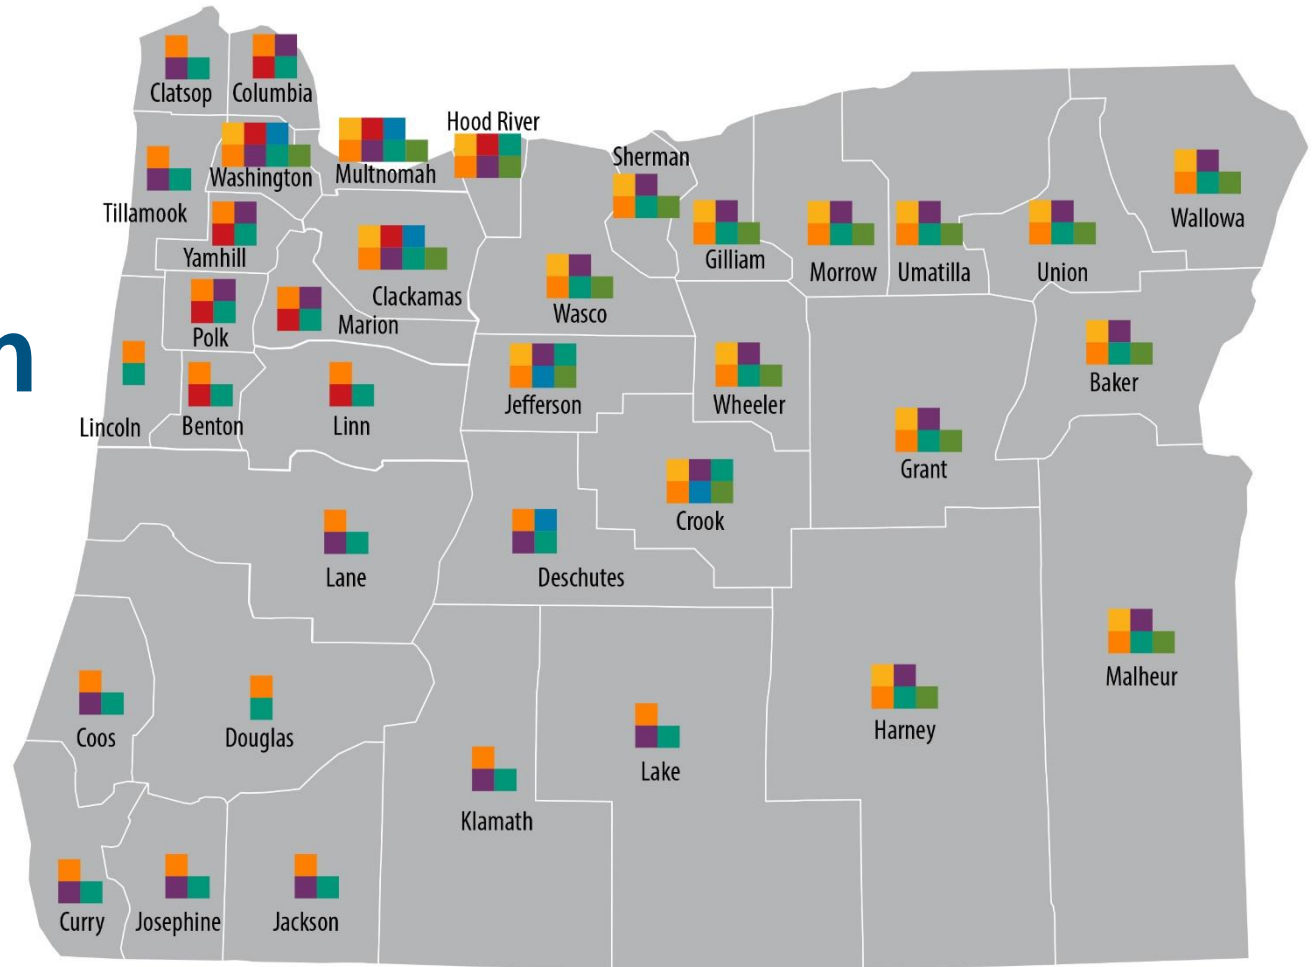 Clatsop
Columbia
Hood River
Sherman
Washington
Multnomah
Tillamook
Wallowa
Yamhill
Gilliam
Morrow
Umatilla
Union
Clackamas
Wasco
Marion
Polk
Baker
Jefferson
Wheeler
Lincoln
Benton
Linn
Grant
Crook
Lane
Deschutes
Malheur
Coos
Douglas
Harney
Lake
Klamath
Curry
Josephine
Jackson
n